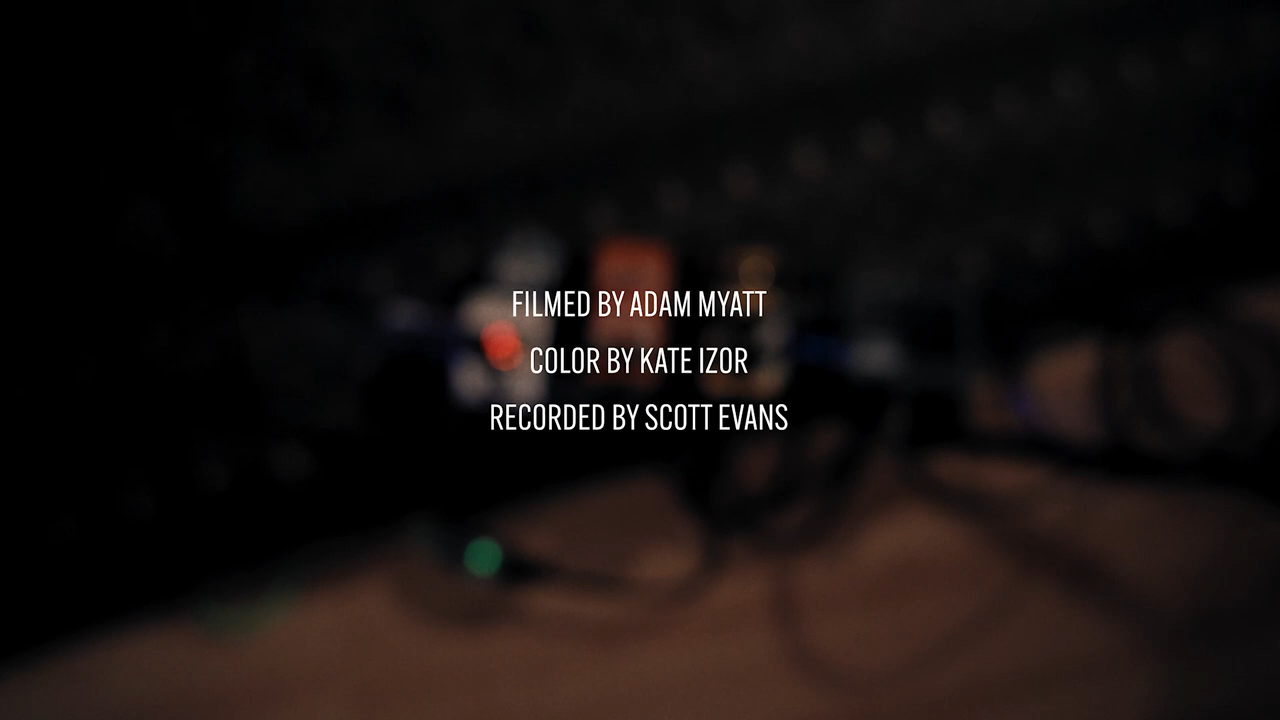 FILMED BY ADAM MYATT
COLOR BY KATE IZOR
RECORDED BY SCOTT EVANS